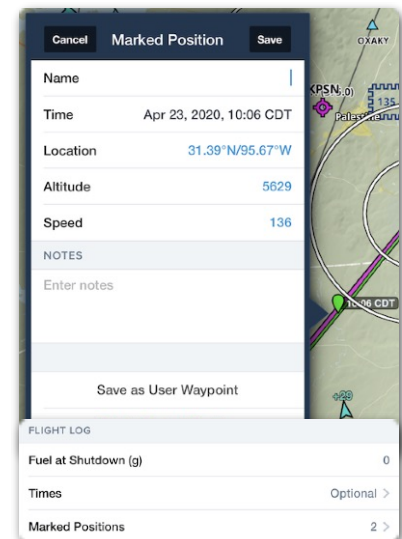 Cancel Marked Position Save
OXAKY
Name
Time Apr 23, 2020, 10:06 CDT
KPSN
135
Location 31.39°N/95.67°W
Altitude 5629
Speed 136
NOTES
Enter notes
10:06 CDT
Save as User Waypoint
+29
FLIGHT LOG
Fuel at Shutdown (g) 0
Times Optional >
Marked Positions 2 >